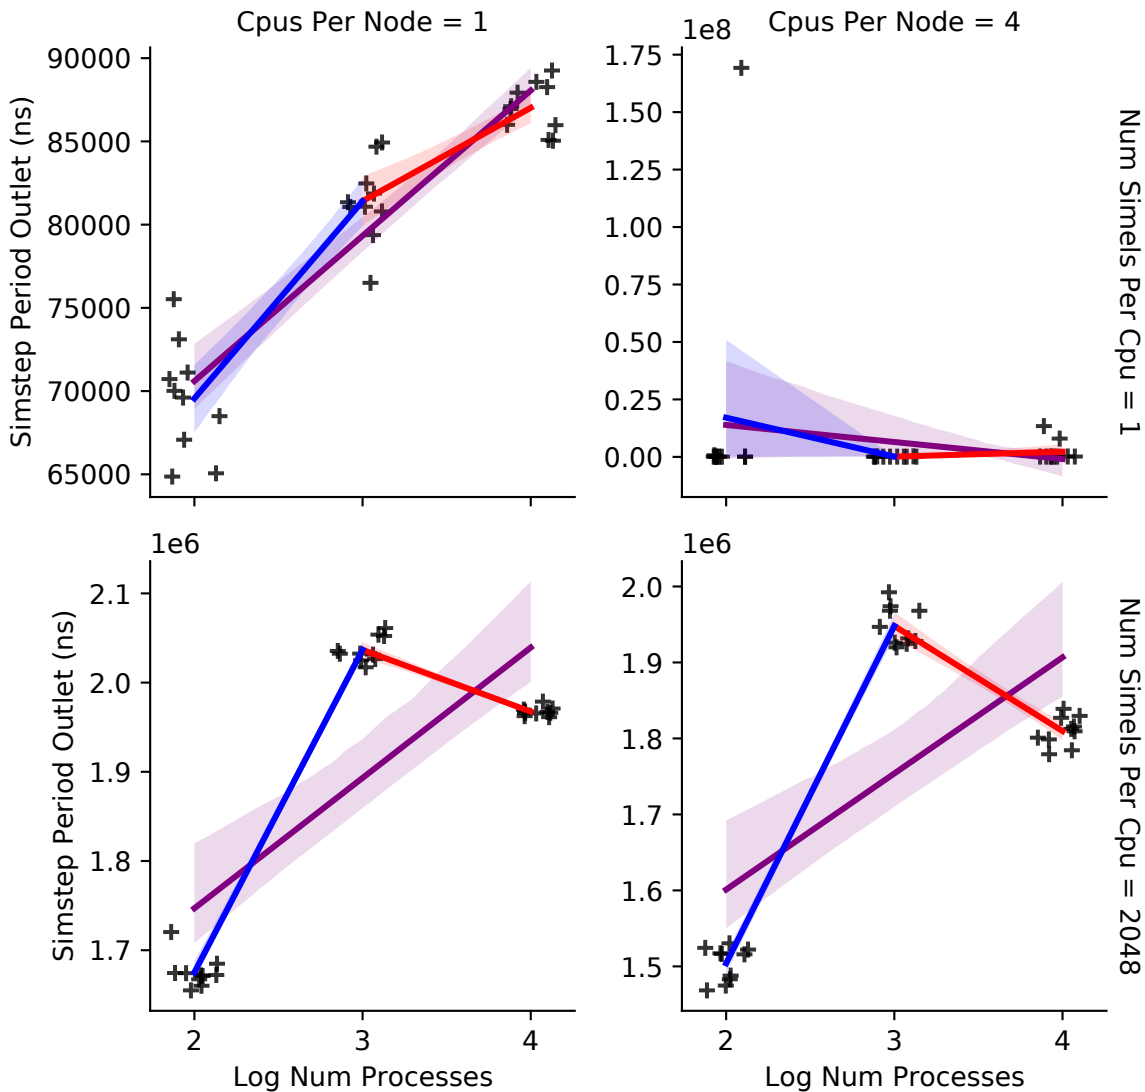 Cpus Per Node = 1
Cpus Per Node = 4
1e8
90000
85000
80000
75000
70000
65000
Simstep Period Outlet (ns)
1.75
1.50
1.25
1.00
0.75
0.50
0.25
0.00
Num Simels Per Cpu = 1
1e6
2.1
2.0
1.9
1.8
1.7
Simstep Period Outlet (ns)
2
3
4
Log Num Processes
1e6
2.0
1.9
1.8
1.7
1.6
1.5
2
3
4
Log Num Processes
Num Simels Per Cpu = 2048